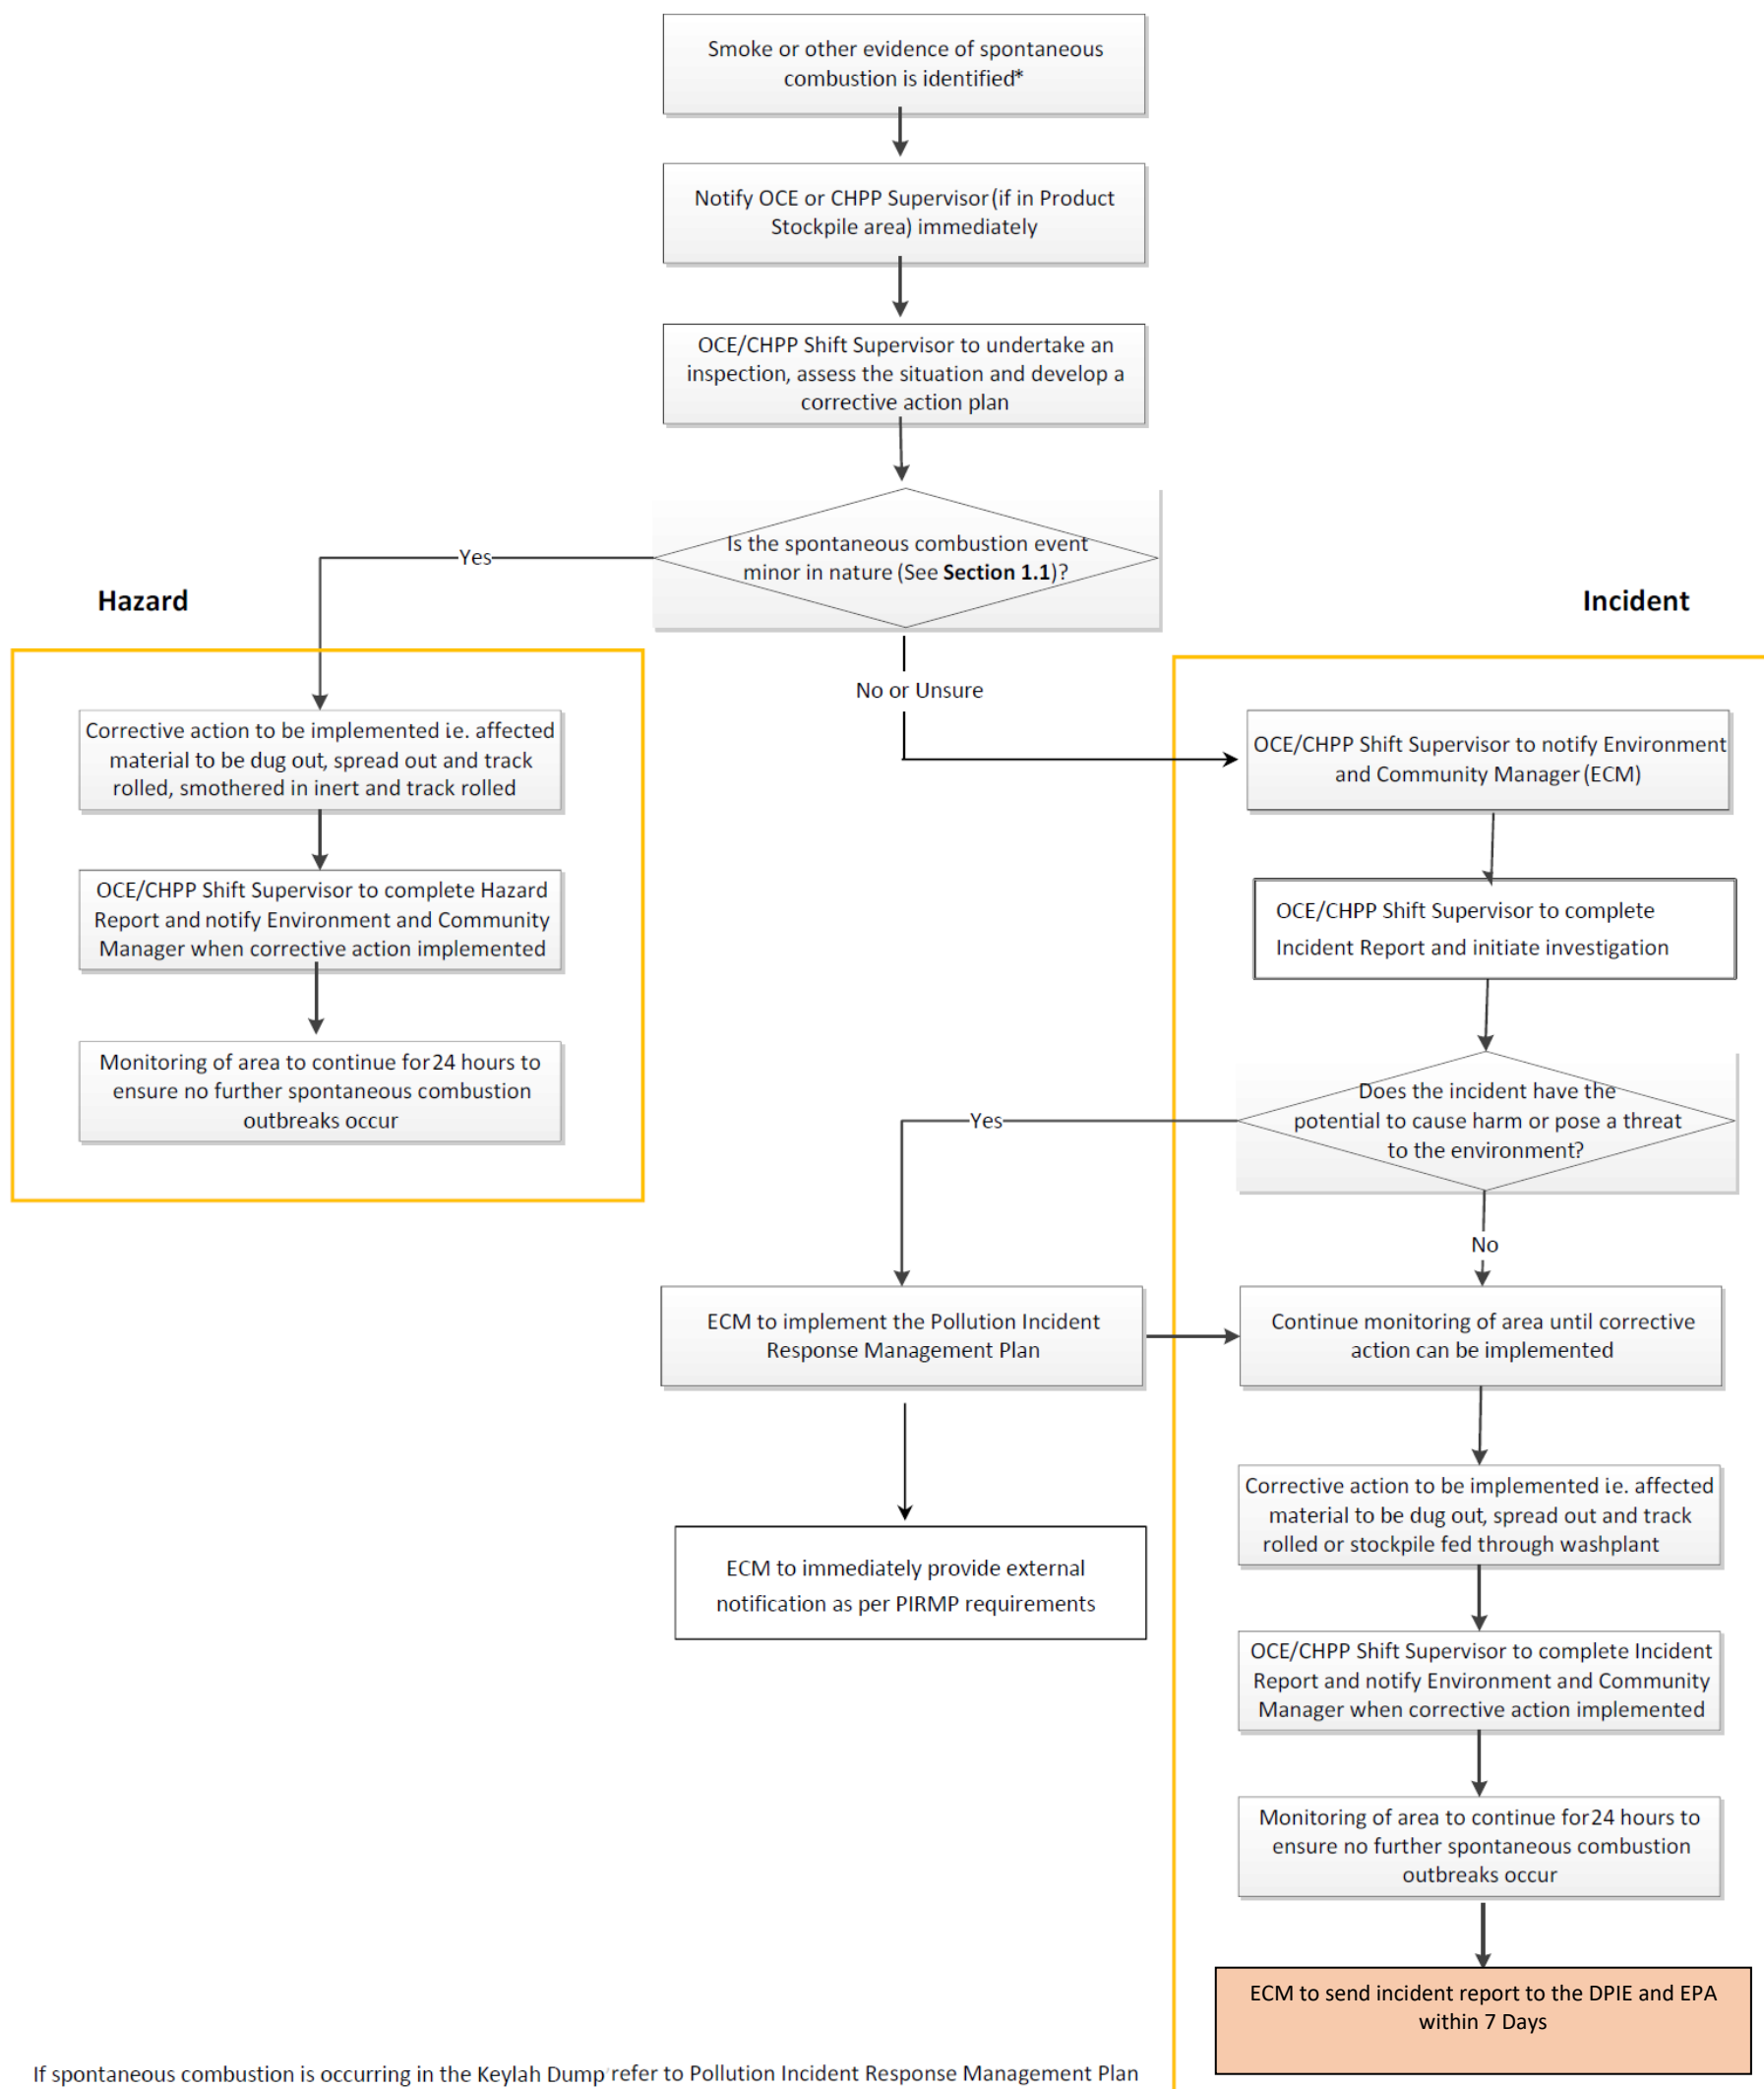 Smoke or other evidence of spontaneous
combustion is identified*
Notify OCE or CHPP Supervisor (if in Product
Stockpile area) immediately
OCE/CHPP Shift Supervisor to undertake an
inspection, assess the situation and develop a
corrective action plan
Is the spontaneous combustion event
minor in nature (See Section 1.1)?
Yes
No or Unsure
Hazard
Corrective action to be implemented i.e. affected
material to be dug out, spread out and track
rolled, smothered in inert and track rolled
OCE/CHPP Shift Supervisor to complete Hazard
Report and notify Environment and Community
Manager when corrective action implemented
Monitoring of area to continue for 24 hours to
ensure no further spontaneous combustion
outbreaks occur
Incident
OCE/CHPP Shift Supervisor to notify Environment
and Community Manager (ECM)
OCE/CHPP Shift Supervisor to complete
Incident Report and initiate investigation
Does the incident have the
potential to cause harm or pose a threat
to the environment?
Yes
No
ECM to implement the Pollution Incident
Response Management Plan
ECM to immediately provide external
notification as per PIRMP requirements
Continue monitoring of area until corrective
action can be implemented
Corrective action to be implemented i.e. affected
material to be dug out, spread out and track
rolled or stockpile fed through washplant
OCE/CHPP Shift Supervisor to complete Incident
Report and notify Environment and Community
Manager when corrective action implemented
Monitoring of area to continue for 24 hours to
ensure no further spontaneous combustion
outbreaks occur
ECM to send incident report to the DPIE and EPA
within 7 Days
If spontaneous combustion is occurring in the Keylah Dump refer to Pollution Incident Response Management Plan